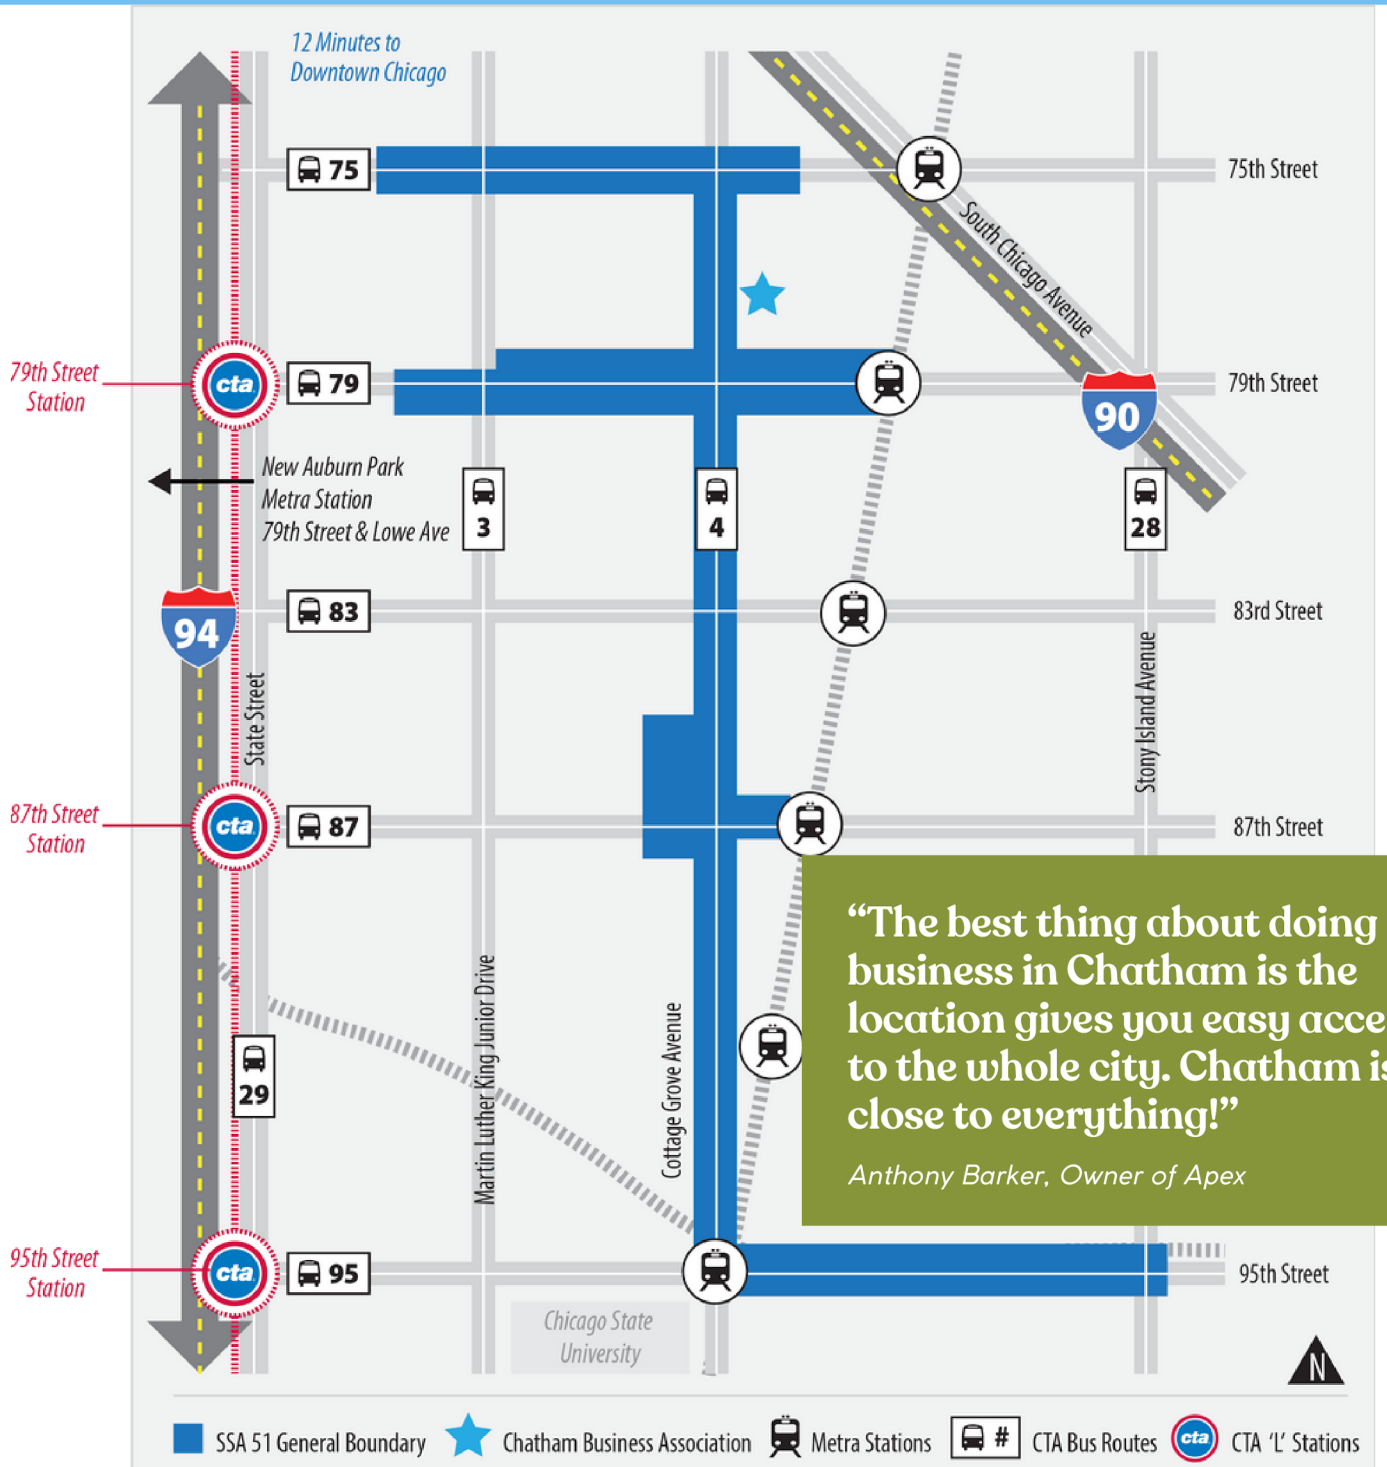 12 Minutes to
Downtown Chicago
75
75th Street
South Chicago Avenue
79th Street
Station
cta
79
79th Street
90
New Auburn Park
Metra Station
79th Street & Lowe Ave
3
4
28
94
83
83rd Street
State Street
Stony Island Avenue
87th Street
Station
cta
87
87th Street
“The best thing about doing
business in Chatham is the
location gives you easy acce
to the whole city. Chatham is
close to everything!”
Anthony Barker, Owner of Apex
29
Martin Luther King Junior Drive
Cottage Grove Avenue
95th Street
Station
cta
95
95th Street
Chicago State
University
N
SSA 51 General Boundary
Chatham Business Association
Metra Stations
#
CTA Bus Routes
cta
CTA ‘L’ Stations